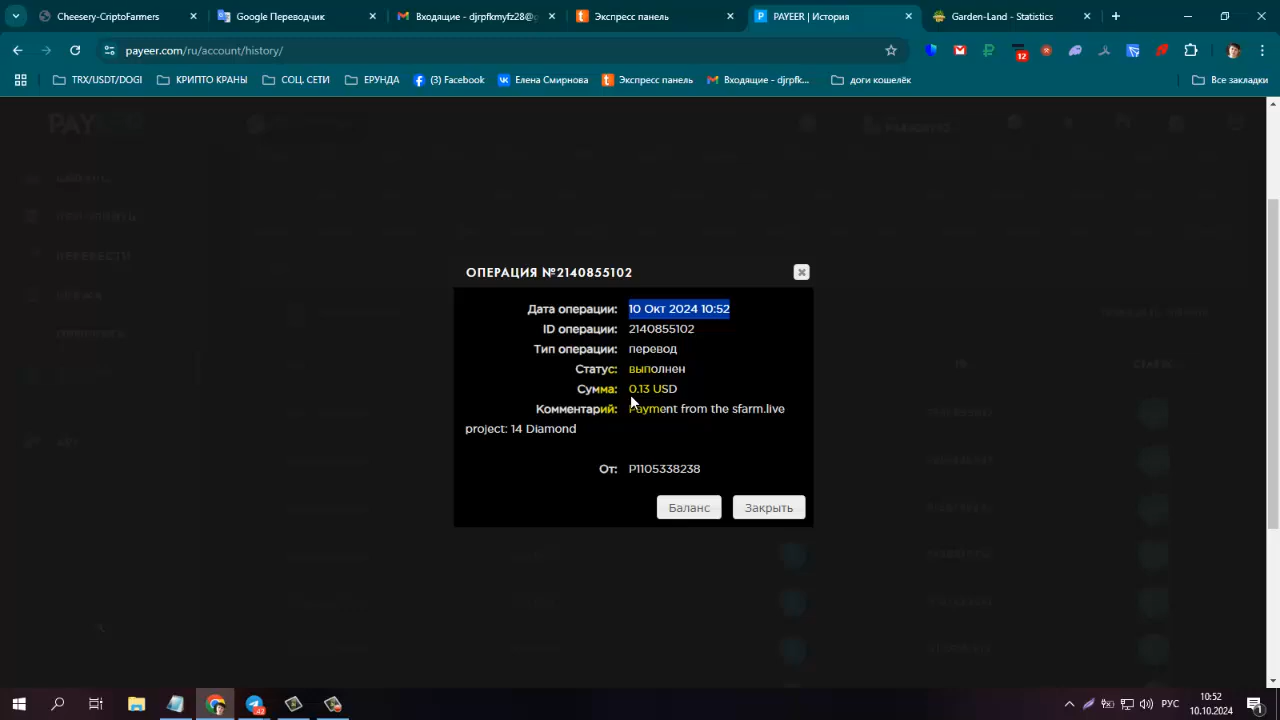 Cheesery-CriptoFarmers
Google Переводчик
Входящие - djrpfkmyfz28@g
Экспресс панель
PAYEER | История
Garden-Land - Statistics
payeer.com/ru/account/history/
12
TRX/USDT/DOGI
КРИПТО КРАНЫ
СОЦ. СЕТИ
ЕРУНДА
(3) Facebook
Елена Смирнова
Экспресс панель
Входящие - djrpfk...
доги кошелёк
Все закладки
ОПЕРАЦИЯ №2140855102
Дата операции: 10 Окт 2024 10:52
ID операции: 2140855102
Тип операции: перевод
Статус: выполнен
Сумма: 0.13 USD
Комментарий: Payment from the sfarm.live
project: 14 Diamond
От: P1105338238
Баланс
Закрыть
РУС
10:52
10.10.2024